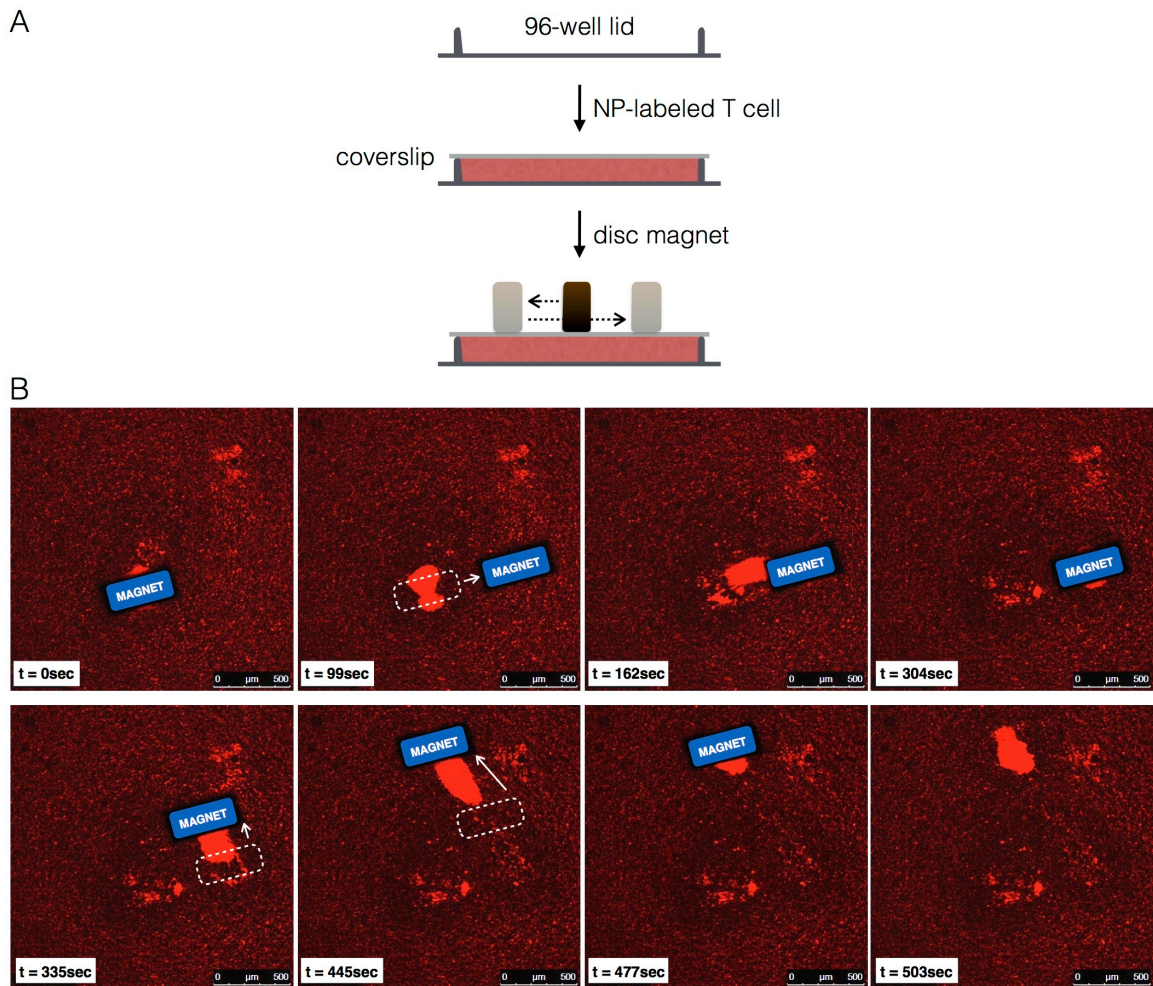 A
96-well lid
NP-labeled T cell
coverslip
disc magnet
B
MAGNET
t = 0sec
0 µm 500
MAGNET
t = 99sec
0 µm 500
MAGNET
t = 162sec
0 µm 500
MAGNET
t = 304sec
0 µm 500
MAGNET
t = 335sec
0 µm 500
MAGNET
t = 445sec
0 µm 500
MAGNET
t = 477sec
0 µm 500
t = 503sec
0 µm 500